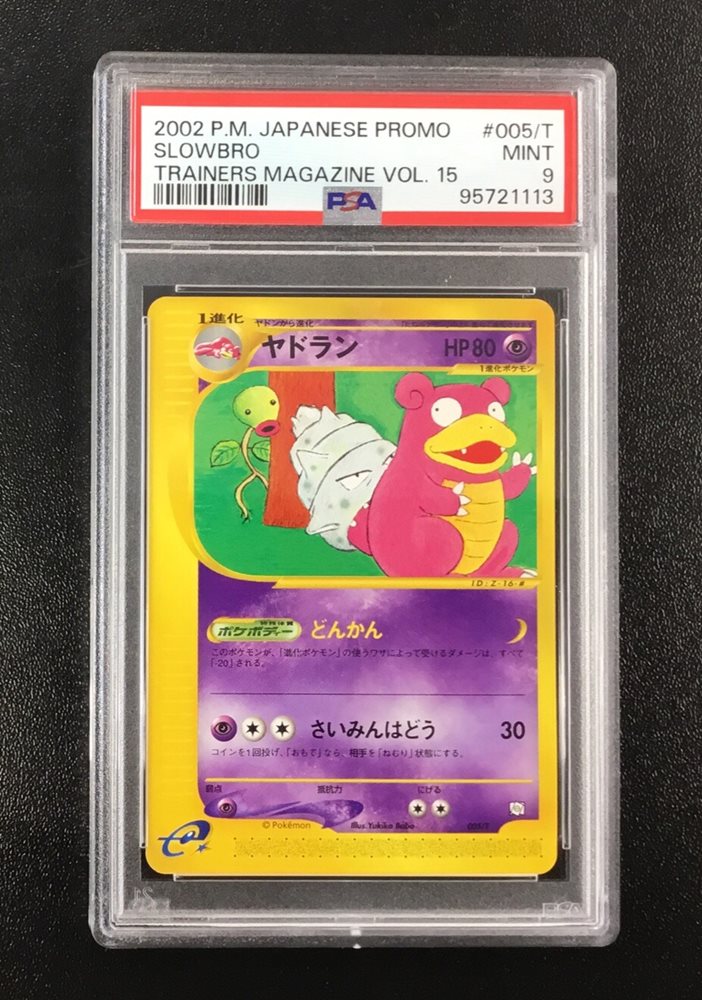 2002 P.M. JAPANESE PROMO #005/T
SLOWBRO MINT
TRAINERS MAGAZINE VOL. 15 9
PSA 95721113
1進化
ヤドンから進化
ヤドラン HP80
1進化ポケモン
ID:Z-16-#
特殊体質
ポケボディー どんかん
このポケモンが、「進化ポケモン」の使うワザによって受けるダメージは、すべて
「-20」される。
さいみんはどう 30
コインを1回投げ、「おもて」なら、相手を「ねむり」状態にする。
弱点 抵抗力 にげる
©Pokémon Illus. Yukiko Baba 005/T
e